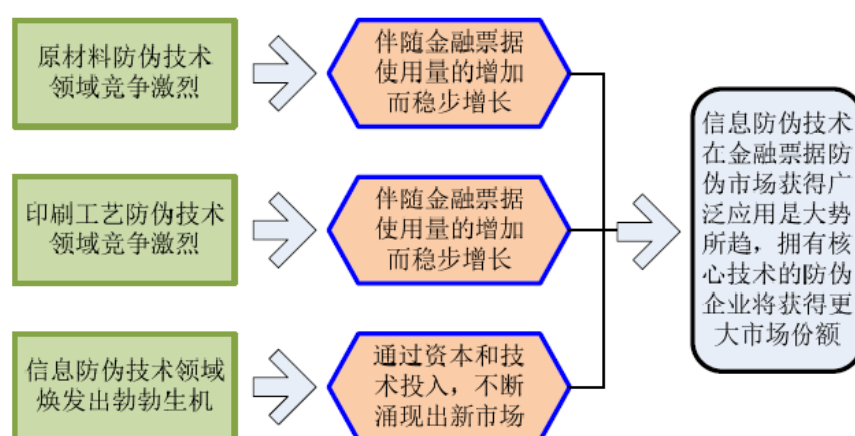 原材料防伪技术
领域竞争激烈
伴随金融票据
使用量的增加
而稳步增长
印刷工艺防伪技术
领域竞争激烈
伴随金融票据
使用量的增加
而稳步增长
信息防伪技术领域
焕发出勃勃生机
通过资本和技
术投入，不断
涌现出新市场
信息防伪技术
在金融票据防
伪市场获得广
泛应用是大势
所趋，拥有核
心技术的防伪
企业将获得更
大市场份额